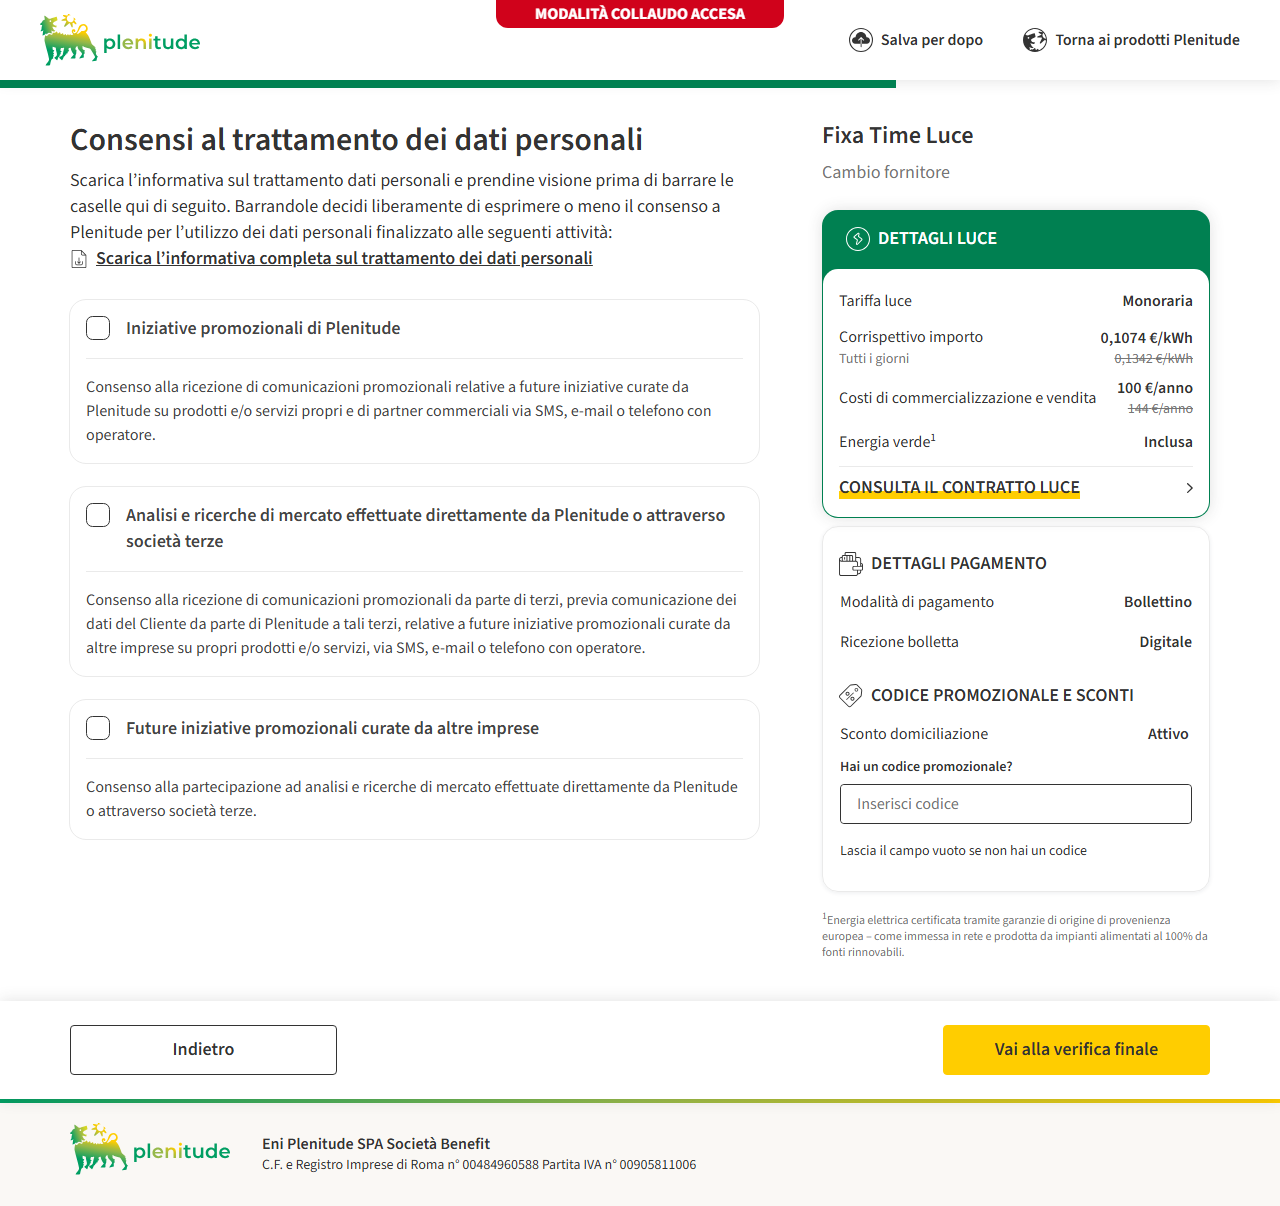 plenitude
MODALITÀ COLLAUDO ACCESA
Salva per dopo
Torna ai prodotti Plenitude
Consensi al trattamento dei dati personali
Scarica l’informativa sul trattamento dati personali e prendine visione prima di barrare le
caselle qui di seguito. Barrandole decidi liberamente di esprimere o meno il consenso a
Plenitude per l’utilizzo dei dati personali finalizzato alle seguenti attività:
Scarica l’informativa completa sul trattamento dei dati personali
Iniziative promozionali di Plenitude
Consenso alla ricezione di comunicazioni promozionali relative a future iniziative curate da
Plenitude su prodotti e/o servizi propri e di partner commerciali via SMS, e-mail o telefono con
operatore.
Analisi e ricerche di mercato effettuate direttamente da Plenitude o attraverso
società terze
Consenso alla ricezione di comunicazioni promozionali da parte di terzi, previa comunicazione dei
dati del Cliente da parte di Plenitude a tali terzi, relative a future iniziative promozionali curate da
altre imprese su propri prodotti e/o servizi, via SMS, e-mail o telefono con operatore.
Future iniziative promozionali curate da altre imprese
Consenso alla partecipazione ad analisi e ricerche di mercato effettuate direttamente da Plenitude
o attraverso società terze.
Fixa Time Luce
Cambio fornitore
DETTAGLI LUCE
Tariffa luce Monoraria
Corrispettivo importo 0,1074 €/kWh
Tutti i giorni 0,1342 €/kWh
Costi di commercializzazione e vendita 100 €/anno
144 €/anno
Energia verde¹ Inclusa
CONSULTA IL CONTRATTO LUCE
DETTAGLI PAGAMENTO
Modalità di pagamento Bollettino
Ricezione bolletta Digitale
CODICE PROMOZIONALE E SCONTI
Sconto domiciliazione Attivo
Hai un codice promozionale?
Inserisci codice
Lascia il campo vuoto se non hai un codice
¹Energia elettrica certificata tramite garanzie di origine di provenienza
europea – come immessa in rete e prodotta da impianti alimentati al 100% da
fonti rinnovabili.
Indietro
Vai alla verifica finale
plenitude
Eni Plenitude SPA Società Benefit
C.F. e Registro Imprese di Roma n° 00484960588 Partita IVA n° 00905811006